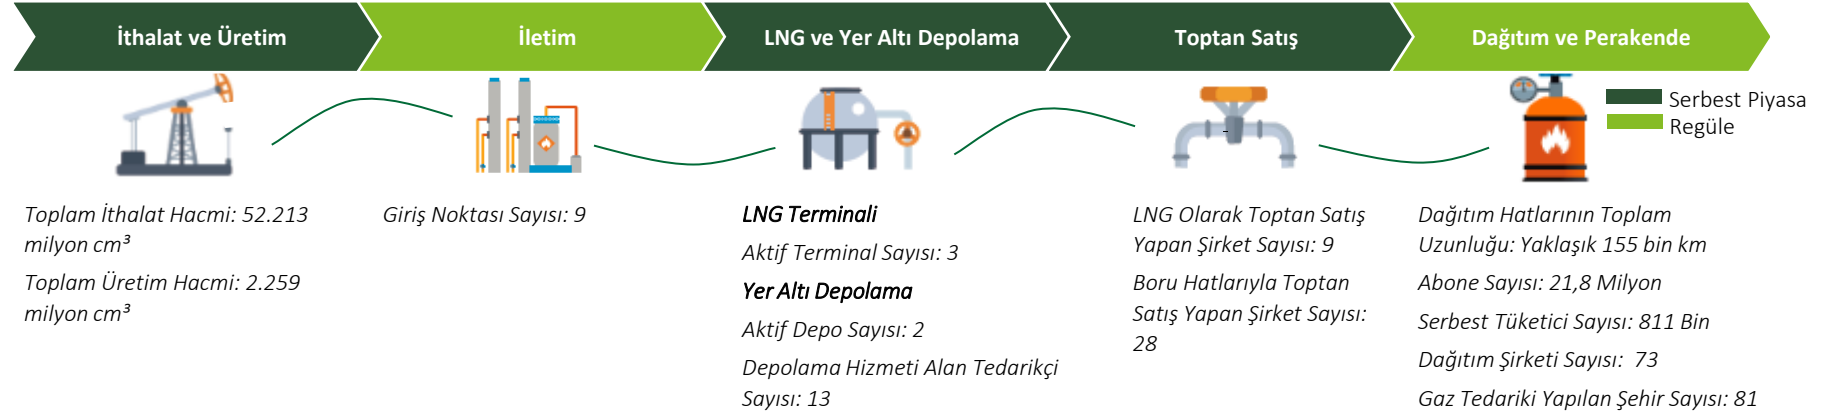 İthalat ve Üretim
İletim
LNG ve Yer Altı Depolama
Toptan Satış
Dağıtım ve Perakende
Serbest Piyasa
Regüle
Toplam İthalat Hacmi: 52.213
milyon cm³
Toplam Üretim Hacmi: 2.259
milyon cm³
Giriş Noktası Sayısı: 9
LNG Terminali
Aktif Terminal Sayısı: 3
Yer Altı Depolama
Aktif Depo Sayısı: 2
Depolama Hizmeti Alan Tedarikçi
Sayısı: 13
LNG Olarak Toptan Satış
Yapan Şirket Sayısı: 9
Boru Hatlarıyla Toptan
Satış Yapan Şirket Sayısı:
28
Dağıtım Hatlarının Toplam
Uzunluğu: Yaklaşık 155 bin km
Abone Sayısı: 21,8 Milyon
Serbest Tüketici Sayısı: 811 Bin
Dağıtım Şirketi Sayısı:  73
Gaz Tedariki Yapılan Şehir Sayısı: 81